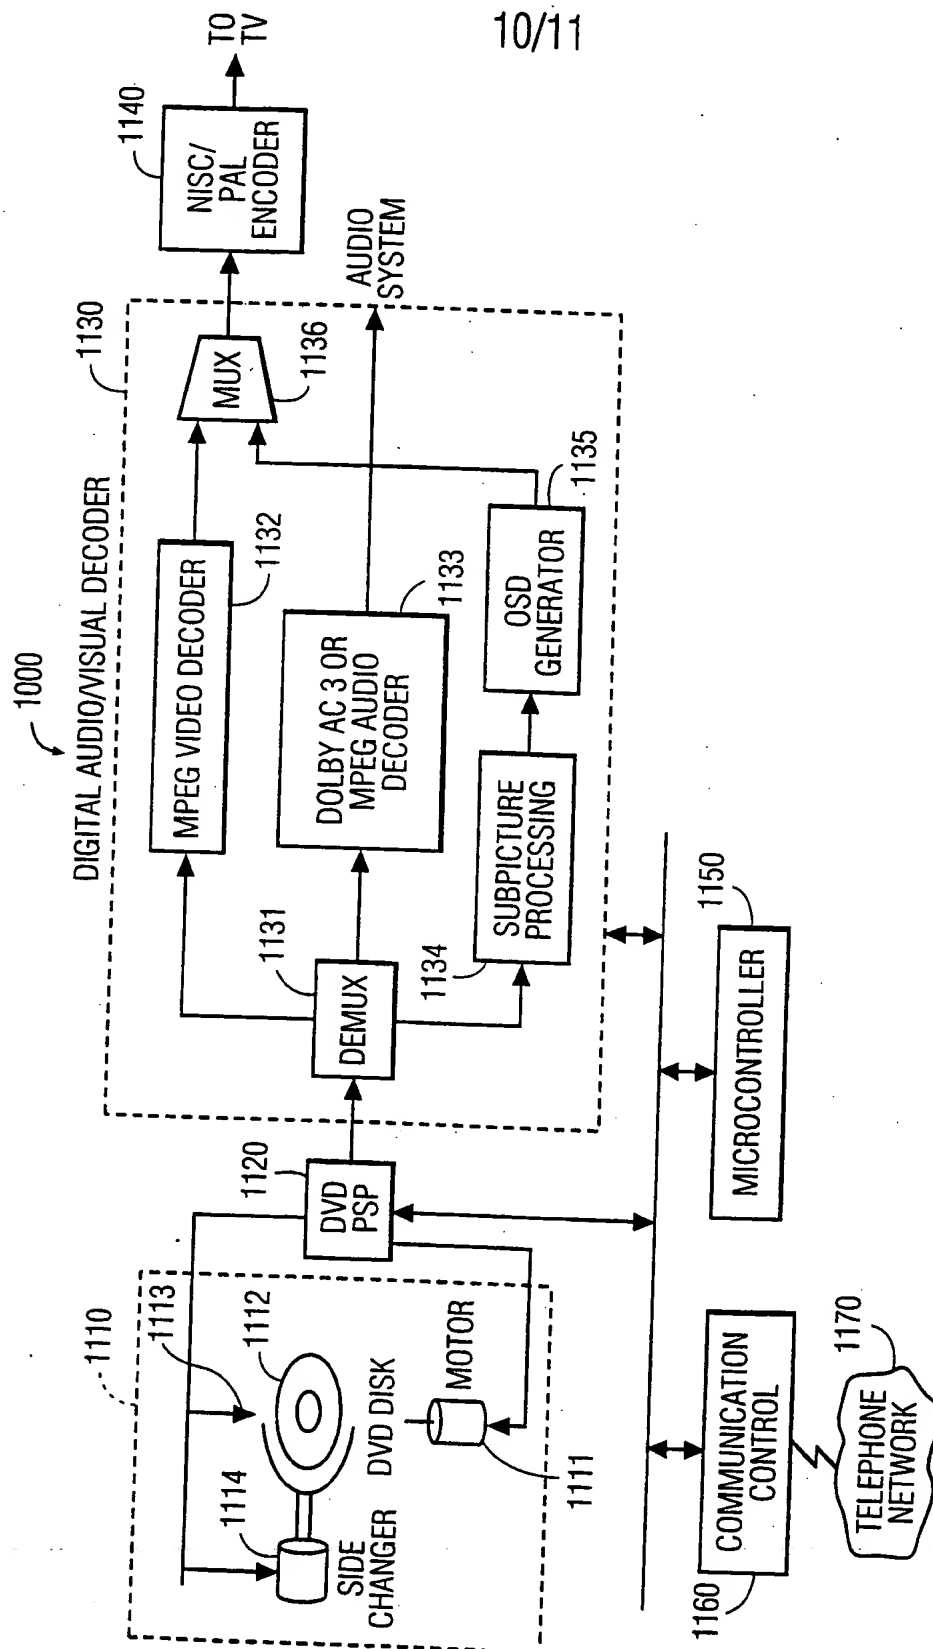 10/11
1000
DIGITAL AUDIO/VISUAL DECODER
1130
1110
1113
1112
1114
SIDE
CHANGER
DVD DISK
MOTOR
1111
1120
DVD
PSP
1131
DEMUX
MPEG VIDEO DECODER
1132
DOLBY AC 3 OR
MPEG AUDIO
DECODER
1133
1134
SUBPICTURE
PROCESSING
OSD
GENERATOR
1135
MUX
1136
AUDIO
SYSTEM
1140
NISC/
PAL
ENCODER
TO
TV
1160
COMMUNICATION
CONTROL
1170
TELEPHONE
NETWORK
MICROCONTROLLER
1150